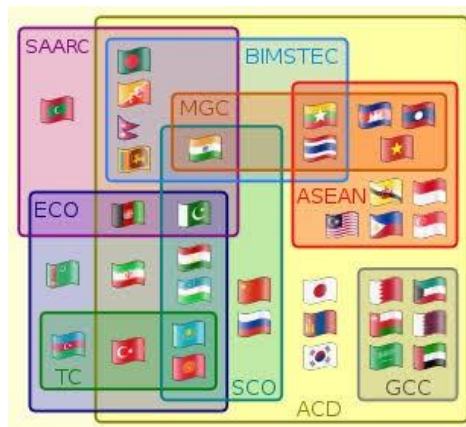 SAARC
BIMSTEC
MGC
ASEAN
ECO
TC
SCO
GCC
ACD